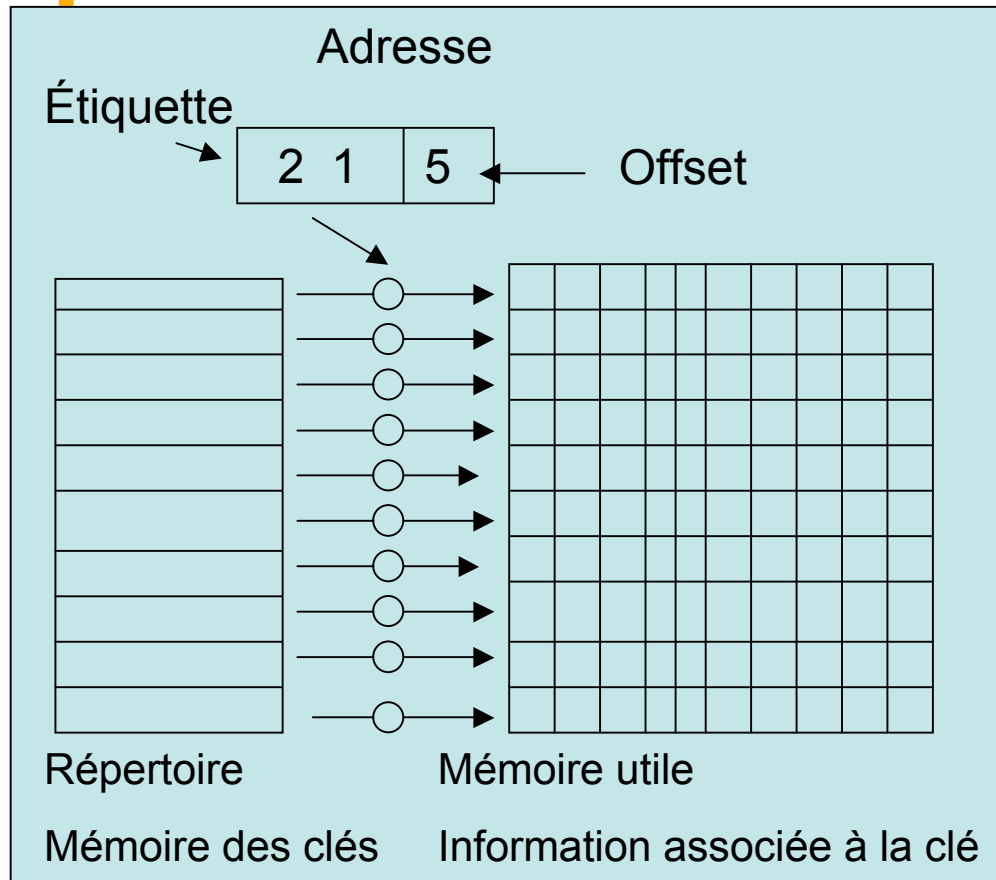 Adresse
Étiquette
2 1 5
Offset
Répertoire Mémoire utile
Mémoire des clés Information associée à la clé